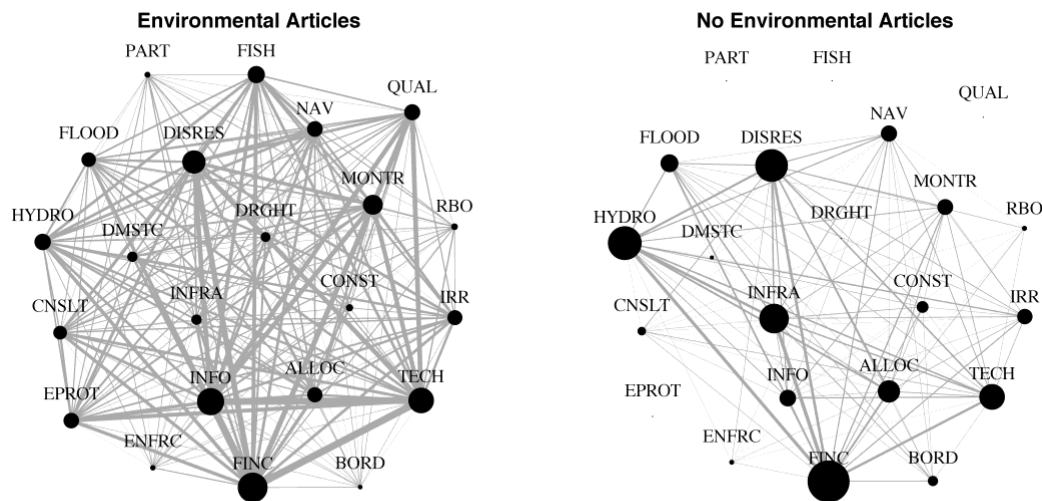 Environmental Articles
PART
FISH
QUAL
NAV
FLOOD
DISRES
MONTR
RBO
HYDRO
DMSTC
DRGHT
CONST
CNSLT
INFRA
IRR
INFO
ALLOC
TECH
EPROT
ENFRC
FINC
BORD
No Environmental Articles
PART
FISH
QUAL
NAV
FLOOD
DISRES
MONTR
RBO
HYDRO
DMSTC
DRGHT
CONST
CNSLT
INFRA
IRR
INFO
ALLOC
TECH
EPROT
ENFRC
FINC
BORD